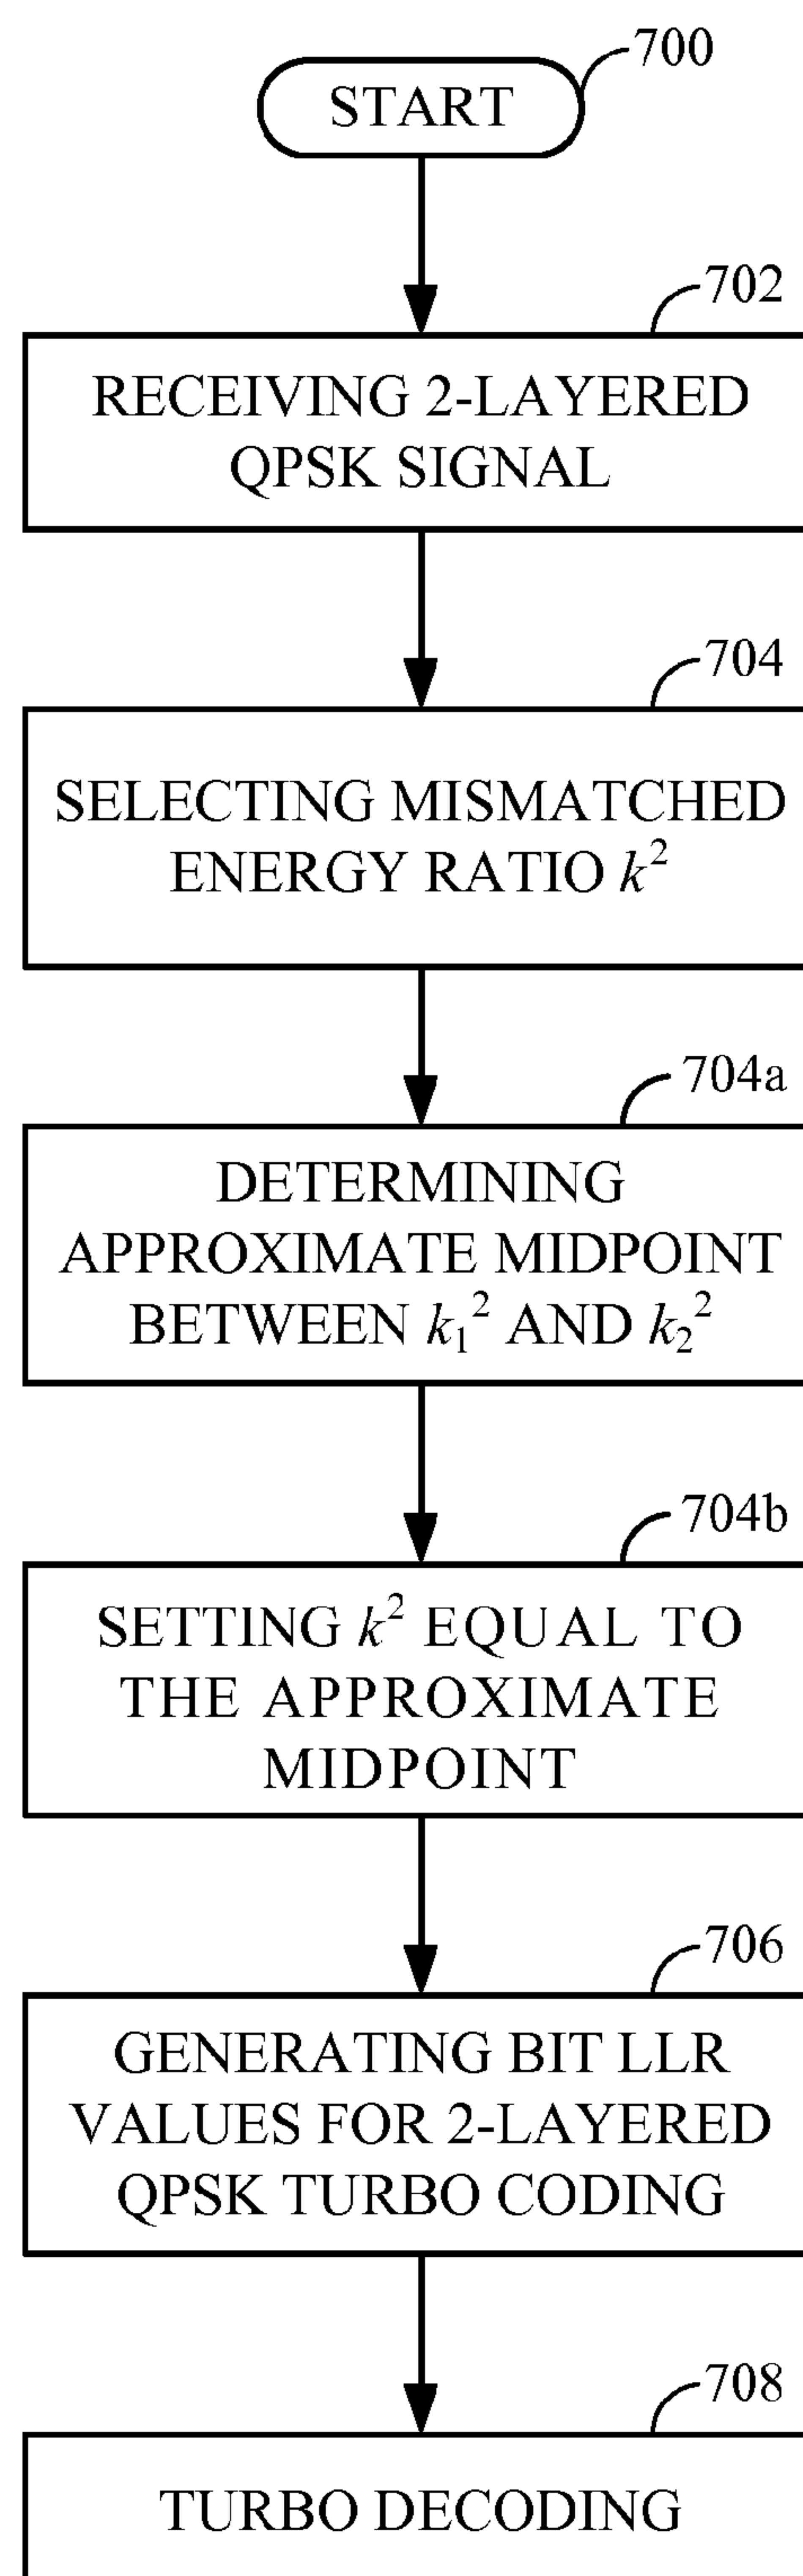 700
START
702
RECEIVING 2-LAYERED
QPSK SIGNAL
704
SELECTING MISMATCHED
ENERGY RATIO k²
704a
DETERMINING
APPROXIMATE MIDPOINT
BETWEEN k₁² AND k₂²
704b
SETTING k² EQUAL TO
THE APPROXIMATE
MIDPOINT
706
GENERATING BIT LLR
VALUES FOR 2-LAYERED
QPSK TURBO CODING
708
TURBO DECODING